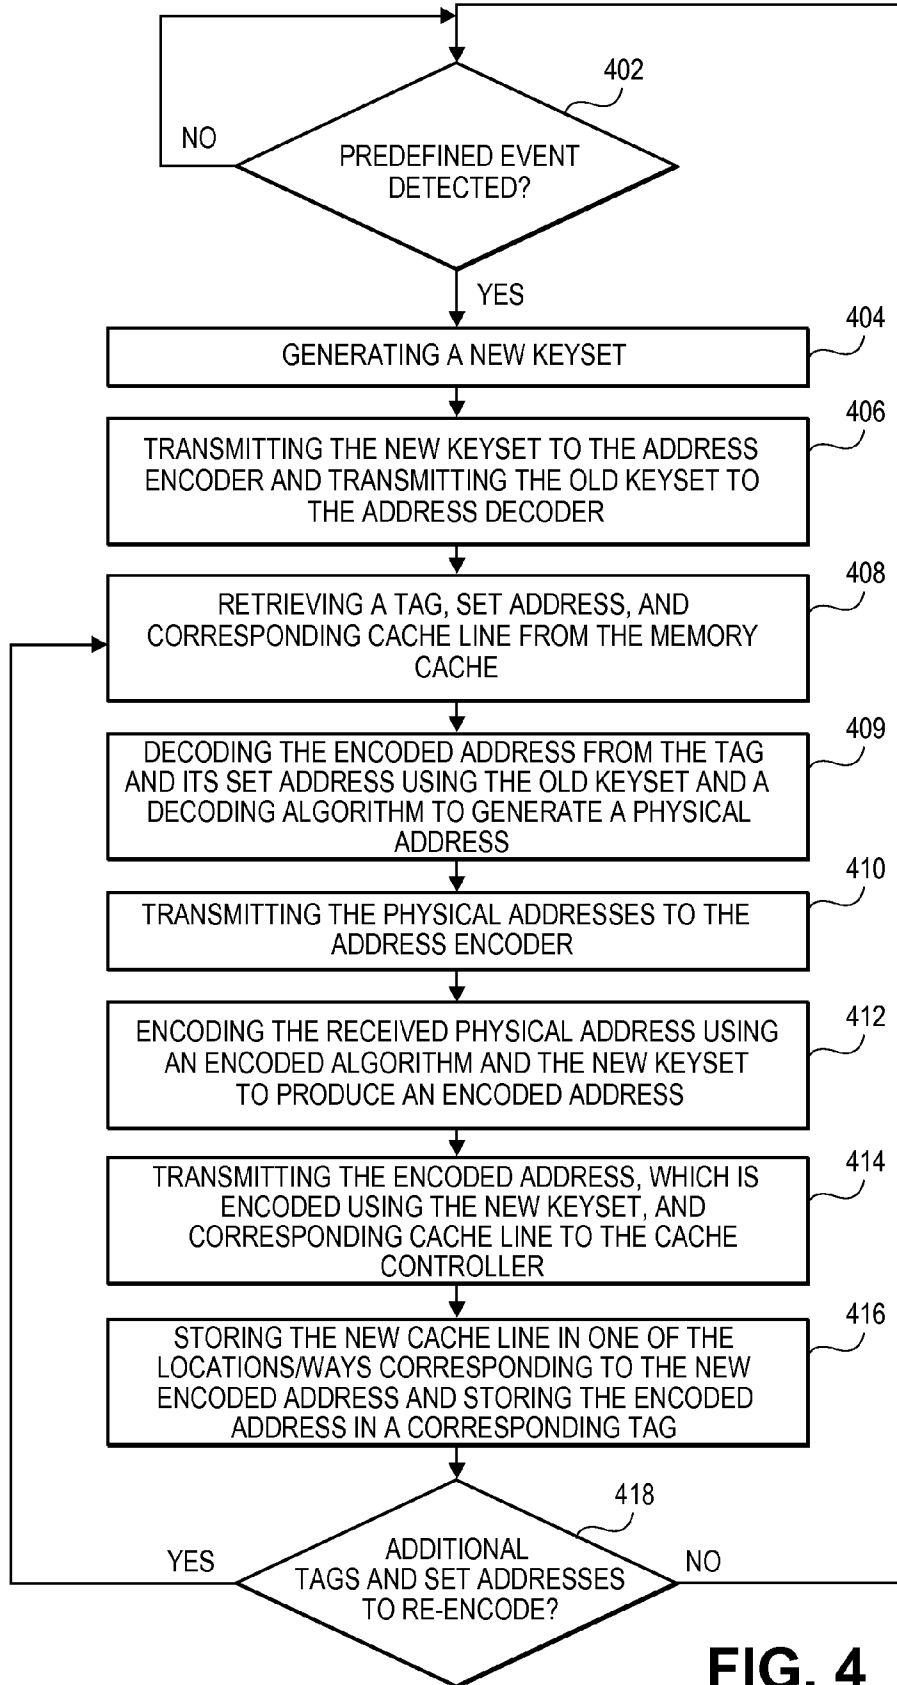 402
NO
PREDEFINED EVENT
DETECTED?
YES
404
GENERATING A NEW KEYSET
406
TRANSMITTING THE NEW KEYSET TO THE ADDRESS
ENCODER AND TRANSMITTING THE OLD KEYSET TO
THE ADDRESS DECODER
408
RETRIEVING A TAG, SET ADDRESS, AND
CORRESPONDING CACHE LINE FROM THE MEMORY
CACHE
409
DECODING THE ENCODED ADDRESS FROM THE TAG
AND ITS SET ADDRESS USING THE OLD KEYSET AND A
DECODING ALGORITHM TO GENERATE A PHYSICAL
ADDRESS
410
TRANSMITTING THE PHYSICAL ADDRESSES TO THE
ADDRESS ENCODER
412
ENCODING THE RECEIVED PHYSICAL ADDRESS USING
AN ENCODED ALGORITHM AND THE NEW KEYSET
TO PRODUCE AN ENCODED ADDRESS
414
TRANSMITTING THE ENCODED ADDRESS, WHICH IS
ENCODED USING THE NEW KEYSET, AND
CORRESPONDING CACHE LINE TO THE CACHE
CONTROLLER
416
STORING THE NEW CACHE LINE IN ONE OF THE
LOCATIONS/WAYS CORRESPONDING TO THE NEW
ENCODED ADDRESS AND STORING THE ENCODED
ADDRESS IN A CORRESPONDING TAG
418
YES
ADDITIONAL
TAGS AND SET ADDRESSES
TO RE-ENCODE?
NO
FIG. 4